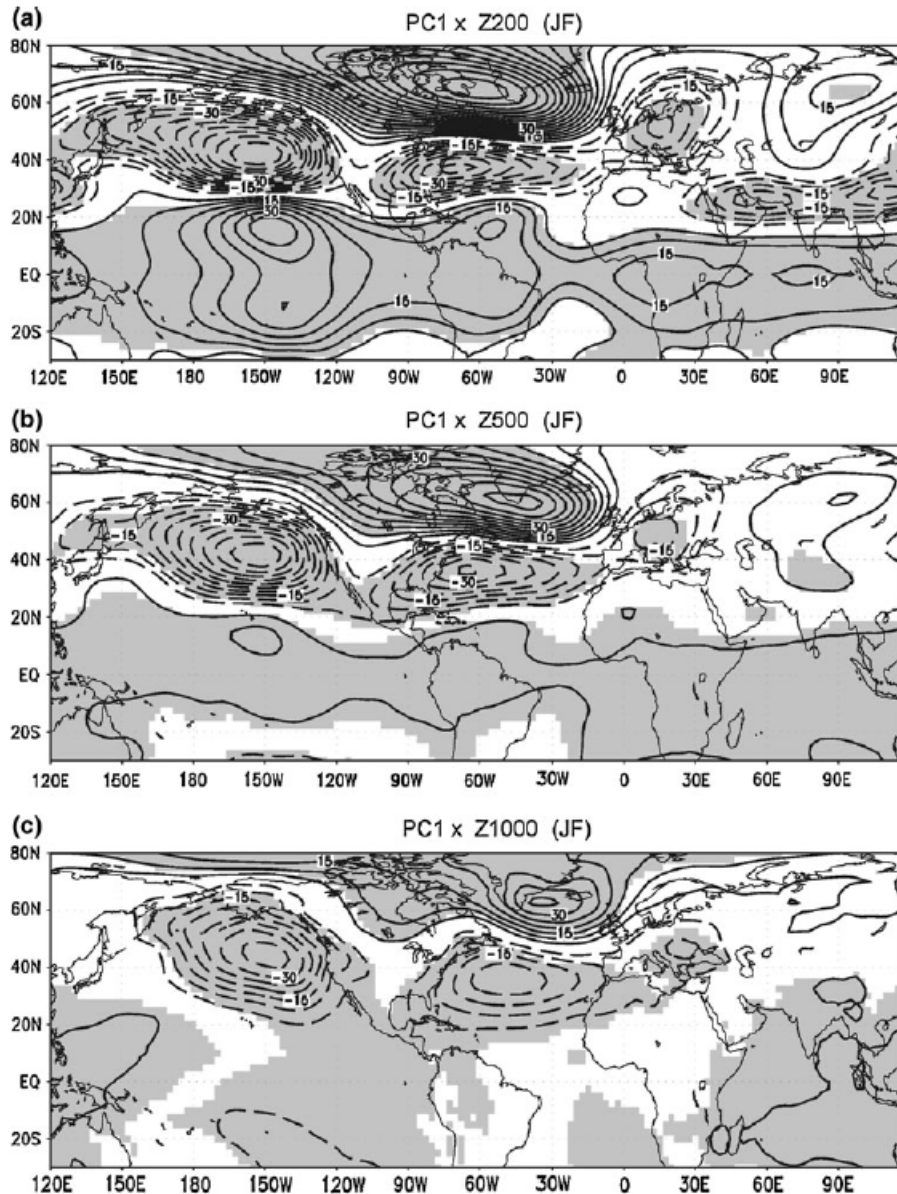 (a) PC1 x Z200 (JF)
80N
60N
40N
20N
EQ
20S
15 -15 -30 30 15 -15 -30 -15 15 15
-15 30 15 30 15 -15 -15 15 15 15 15
120E 150E 180 150W 120W 90W 60W 30W 0 30E 60E 90E
(b) PC1 x Z500 (JF)
80N
60N
40N
20N
EQ
20S
30 -15 -30 -15 30 15 -15 -30 -15 -15
120E 150E 180 150W 120W 90W 60W 30W 0 30E 60E 90E
(c) PC1 x Z1000 (JF)
80N
60N
40N
20N
EQ
20S
15 -15 -30 -15 30 15 -15
120E 150E 180 150W 120W 90W 60W 30W 0 30E 60E 90E